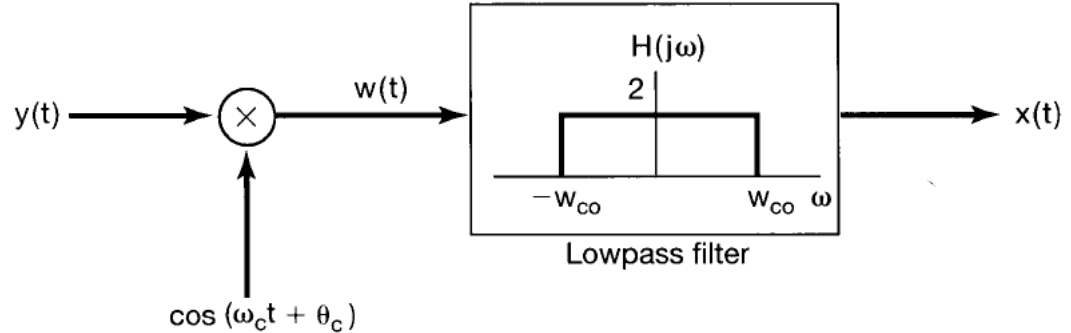 H(jω)
2
y(t)
×
w(t)
x(t)
−w_co
w_co
ω
Lowpass filter
cos (ω_c t + θ_c)